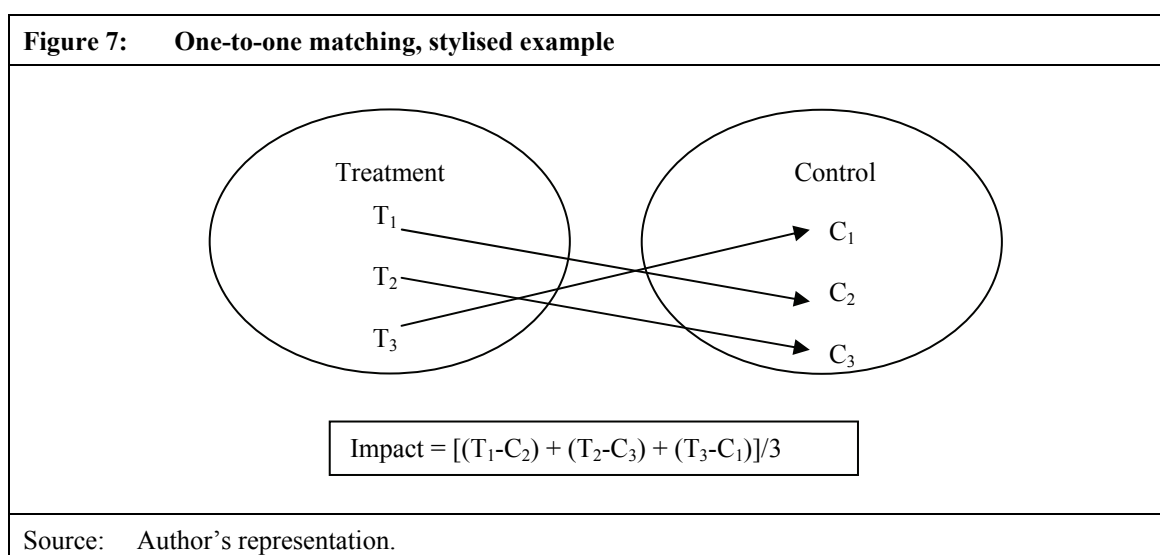 Figure 7: One-to-one matching, stylised example
Treatment
T₁
T₂
T₃
Control
C₁
C₂
C₃
Impact = [(T₁-C₂) + (T₂-C₃) + (T₃-C₁)]/3
Source: Author’s representation.